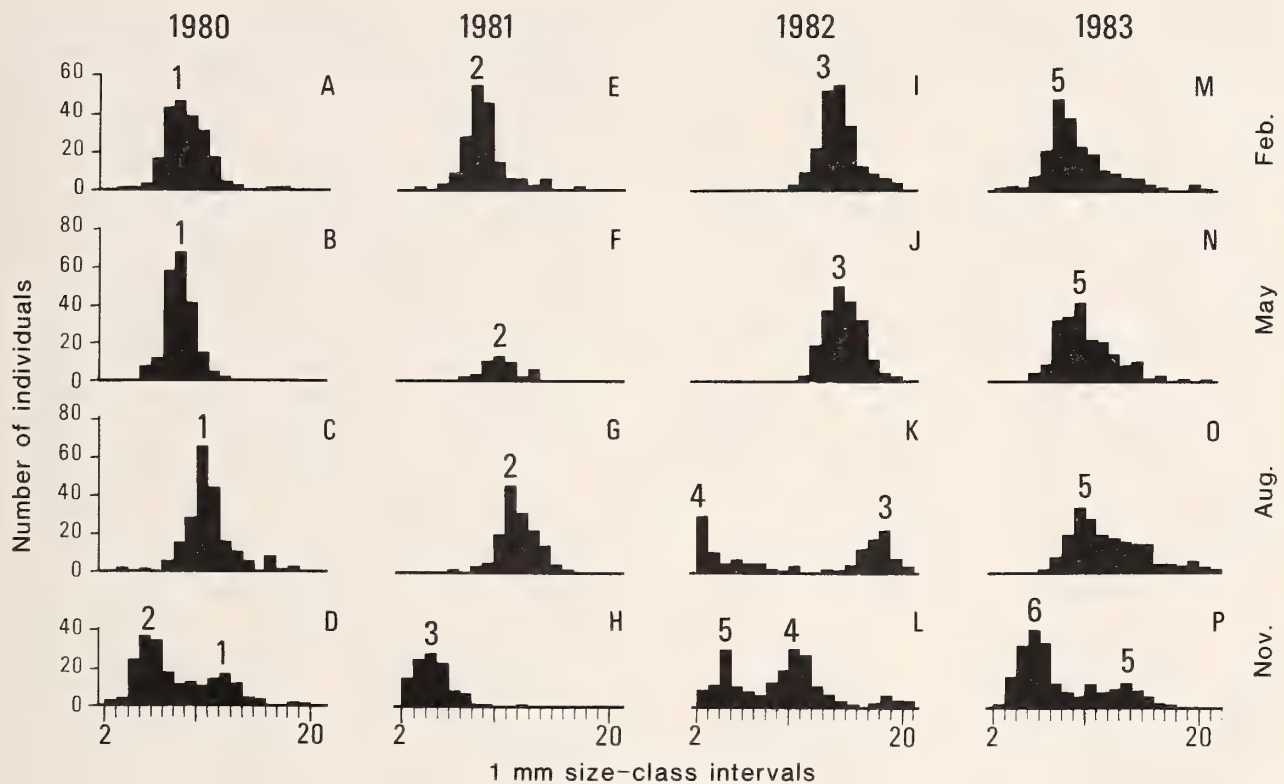 1980 1981 1982 1983
60 1 A 2 E 3 I 5 M Feb.
40
20
0
80 1 B F J N May
60 2 3 5
40
20
0
80 1 C G K O Aug.
60 2 4 3 5
40
20
0
40 2 1 D 3 H 5 4 L 6 5 P Nov.
20
0
2 20 2 20 2 20 2 20
Number of individuals
1 mm size-class intervals